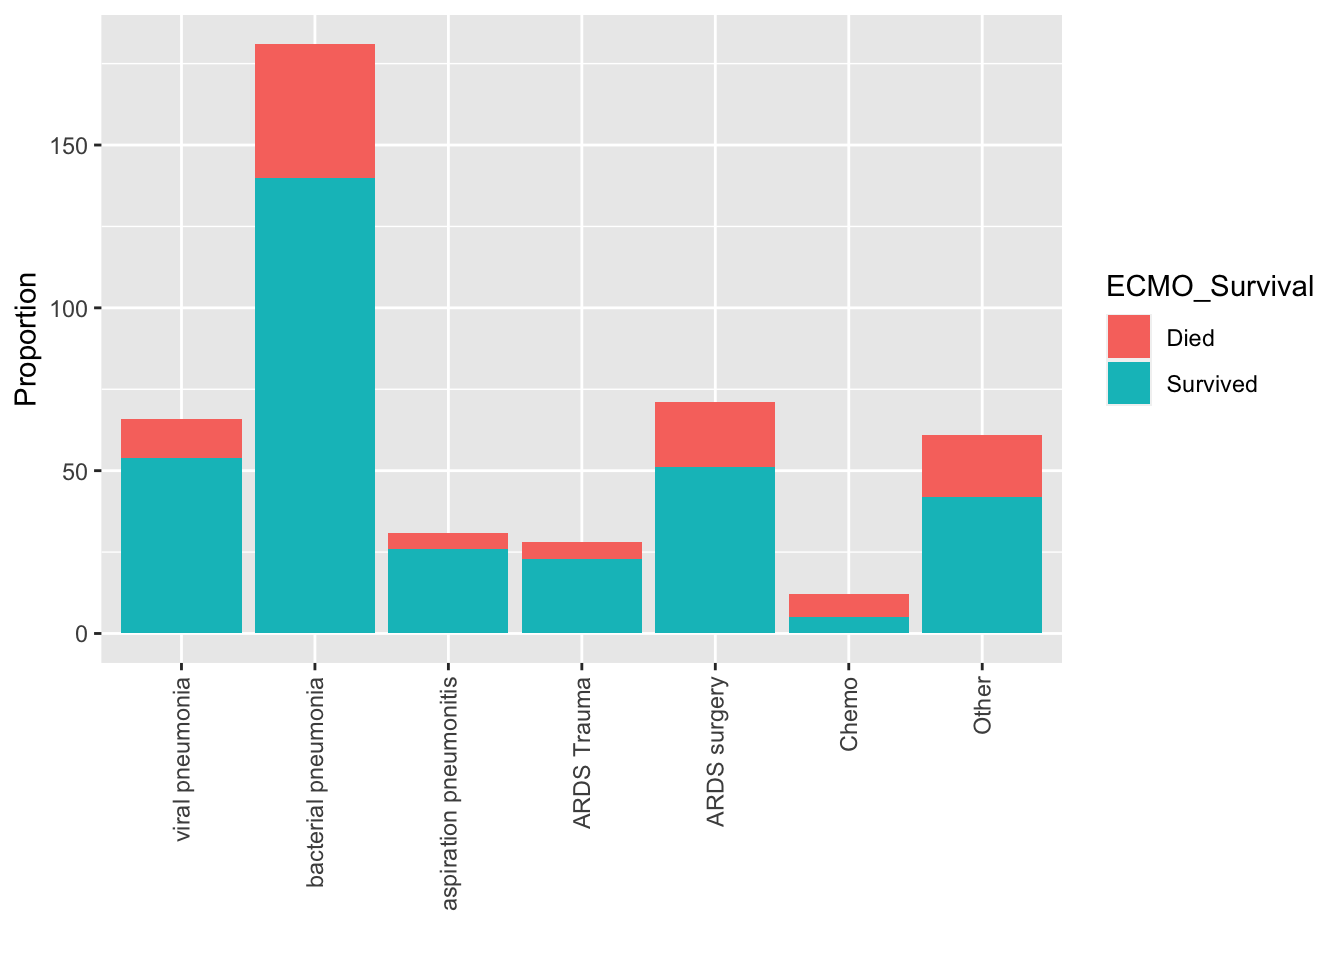 Proportion
150
100
50
0
viral pneumonia
bacterial pneumonia
aspiration pneumonitis
ARDS Trauma
ARDS surgery
Chemo
Other
ECMO_Survival
Died
Survived